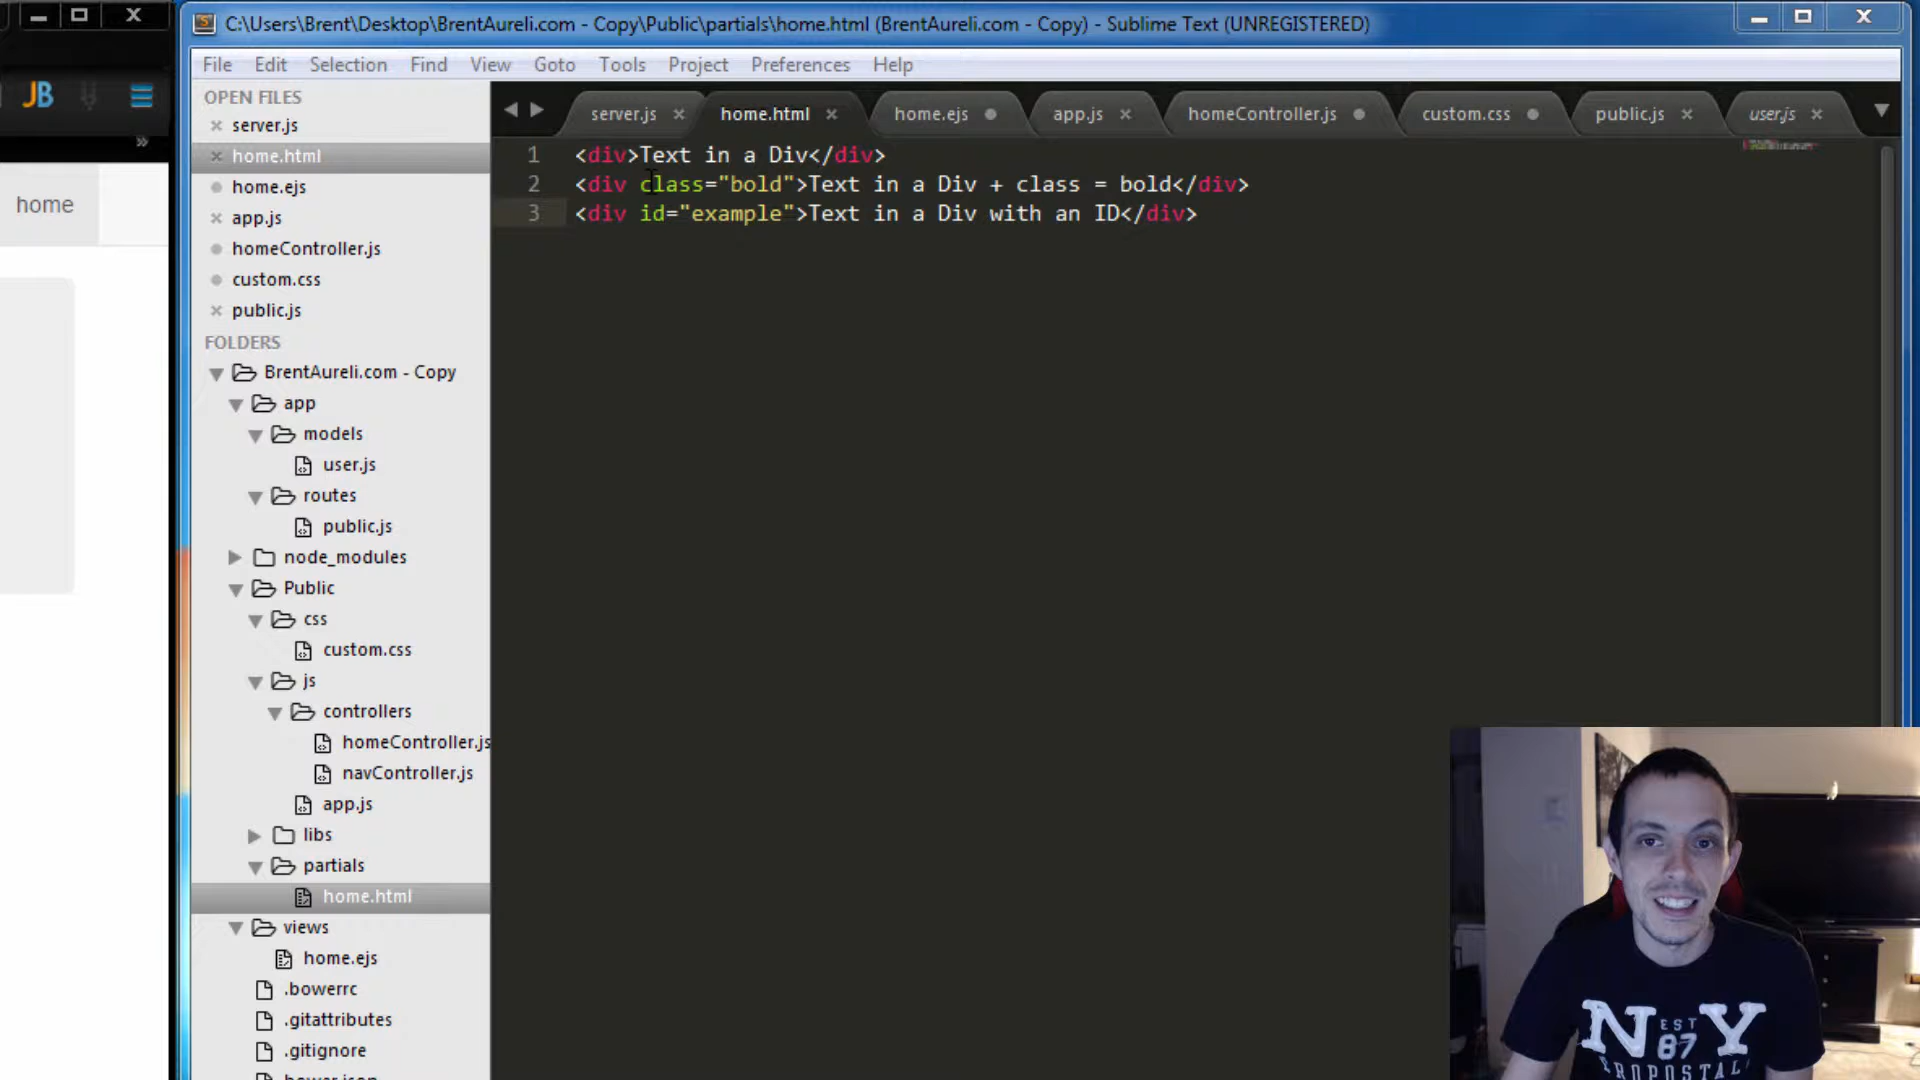 C:\Users\Brent\Desktop\BrentAureli.com - Copy\Public\partials\home.html (BrentAureli.com - Copy) - Sublime Text (UNREGISTERED)
File Edit Selection Find View Goto Tools Project Preferences Help
JB
»
home
OPEN FILES
server.js
home.html
home.ejs
app.js
homeController.js
custom.css
public.js
FOLDERS
BrentAureli.com - Copy
app
models
user.js
routes
public.js
node_modules
Public
css
custom.css
js
controllers
homeController.js
navController.js
app.js
libs
partials
home.html
views
home.ejs
.bowerrc
.gitattributes
.gitignore
bower.json
server.js home.html home.ejs app.js homeController.js custom.css public.js user.js
1 <div>Text in a Div</div>
2 <div class="bold">Text in a Div + class = bold</div>
3 <div id="example">Text in a Div with an ID</div>
NY
EST
87